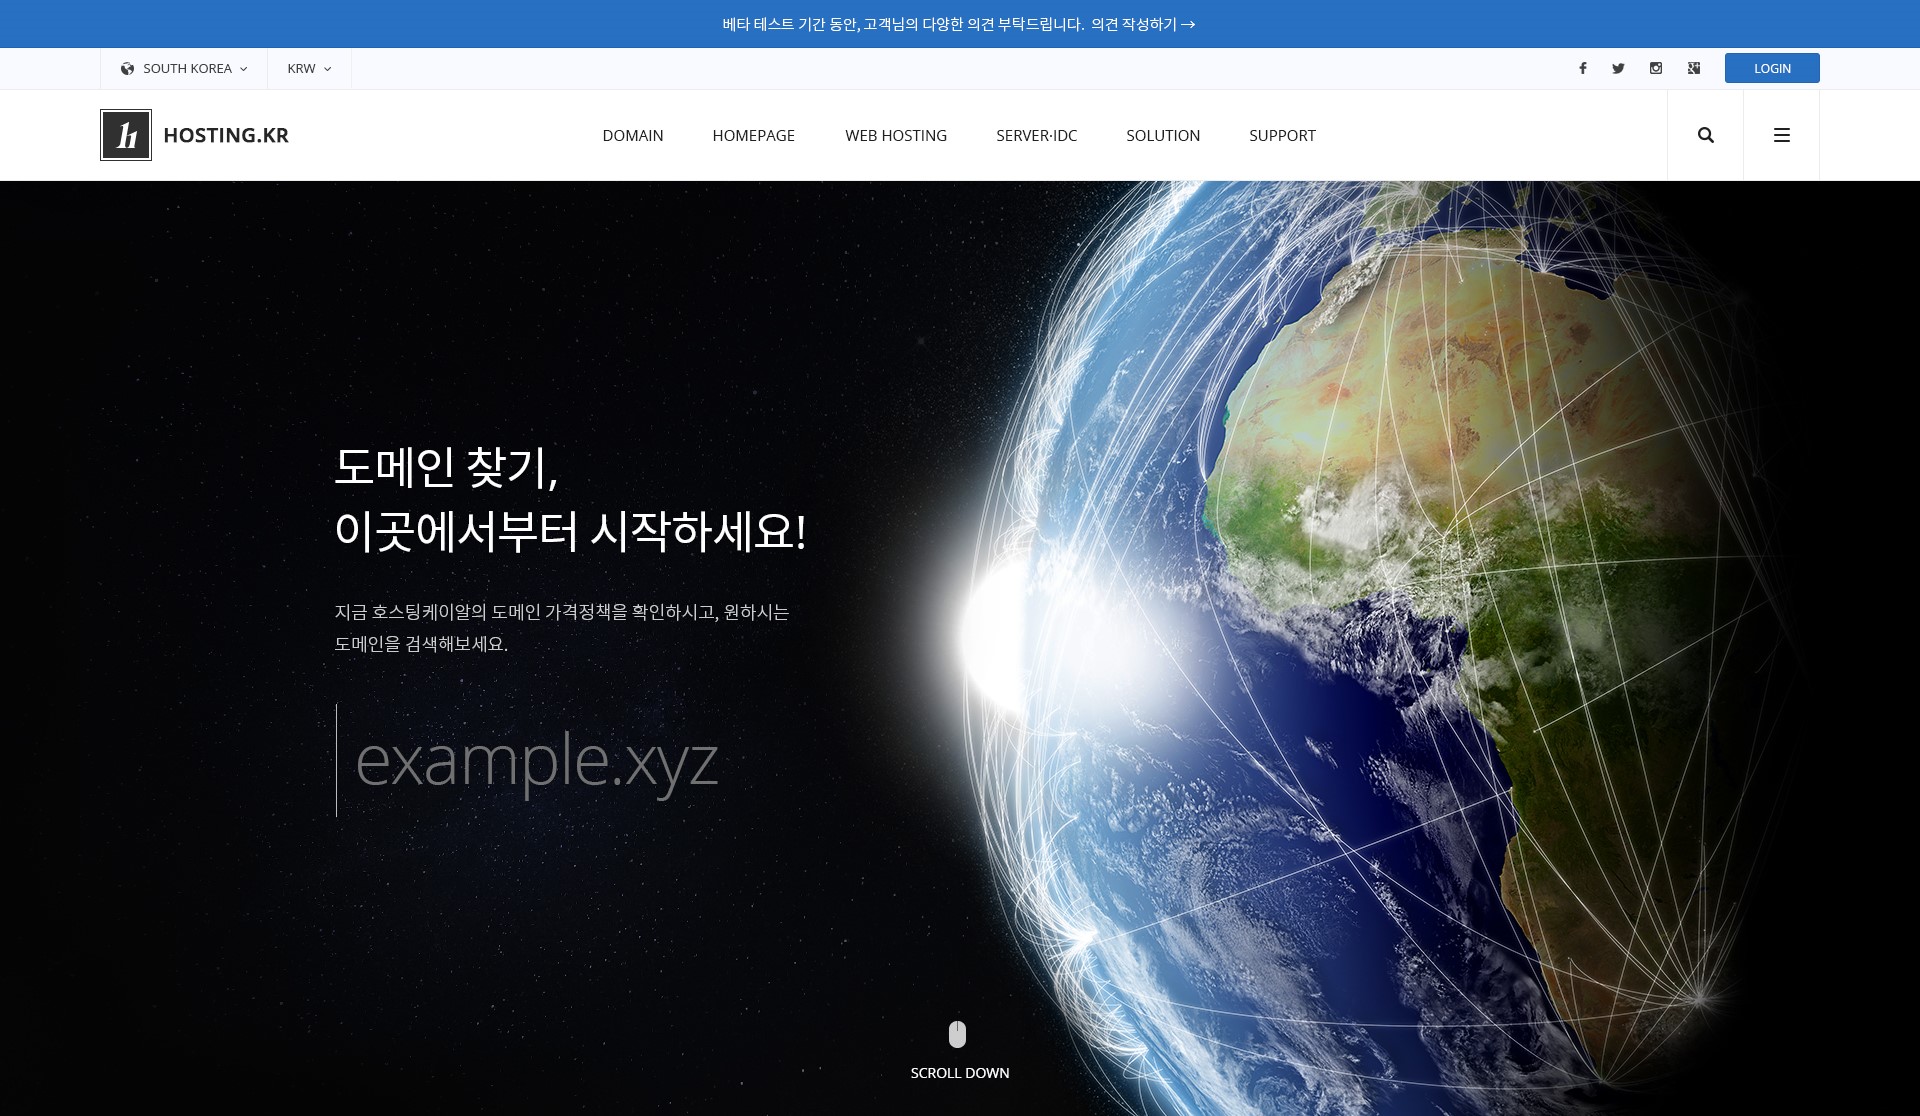 베타 테스트 기간 동안, 고객님의 다양한 의견 부탁드립니다. 의견 작성하기 →
SOUTH KOREA
KRW
LOGIN
h
HOSTING.KR
DOMAIN
HOMEPAGE
WEB HOSTING
SERVER·IDC
SOLUTION
SUPPORT
도메인 찾기,
이곳에서부터 시작하세요!
지금 호스팅케이알의 도메인 가격정책을 확인하시고, 원하시는
도메인을 검색해보세요.
example.xyz
SCROLL DOWN